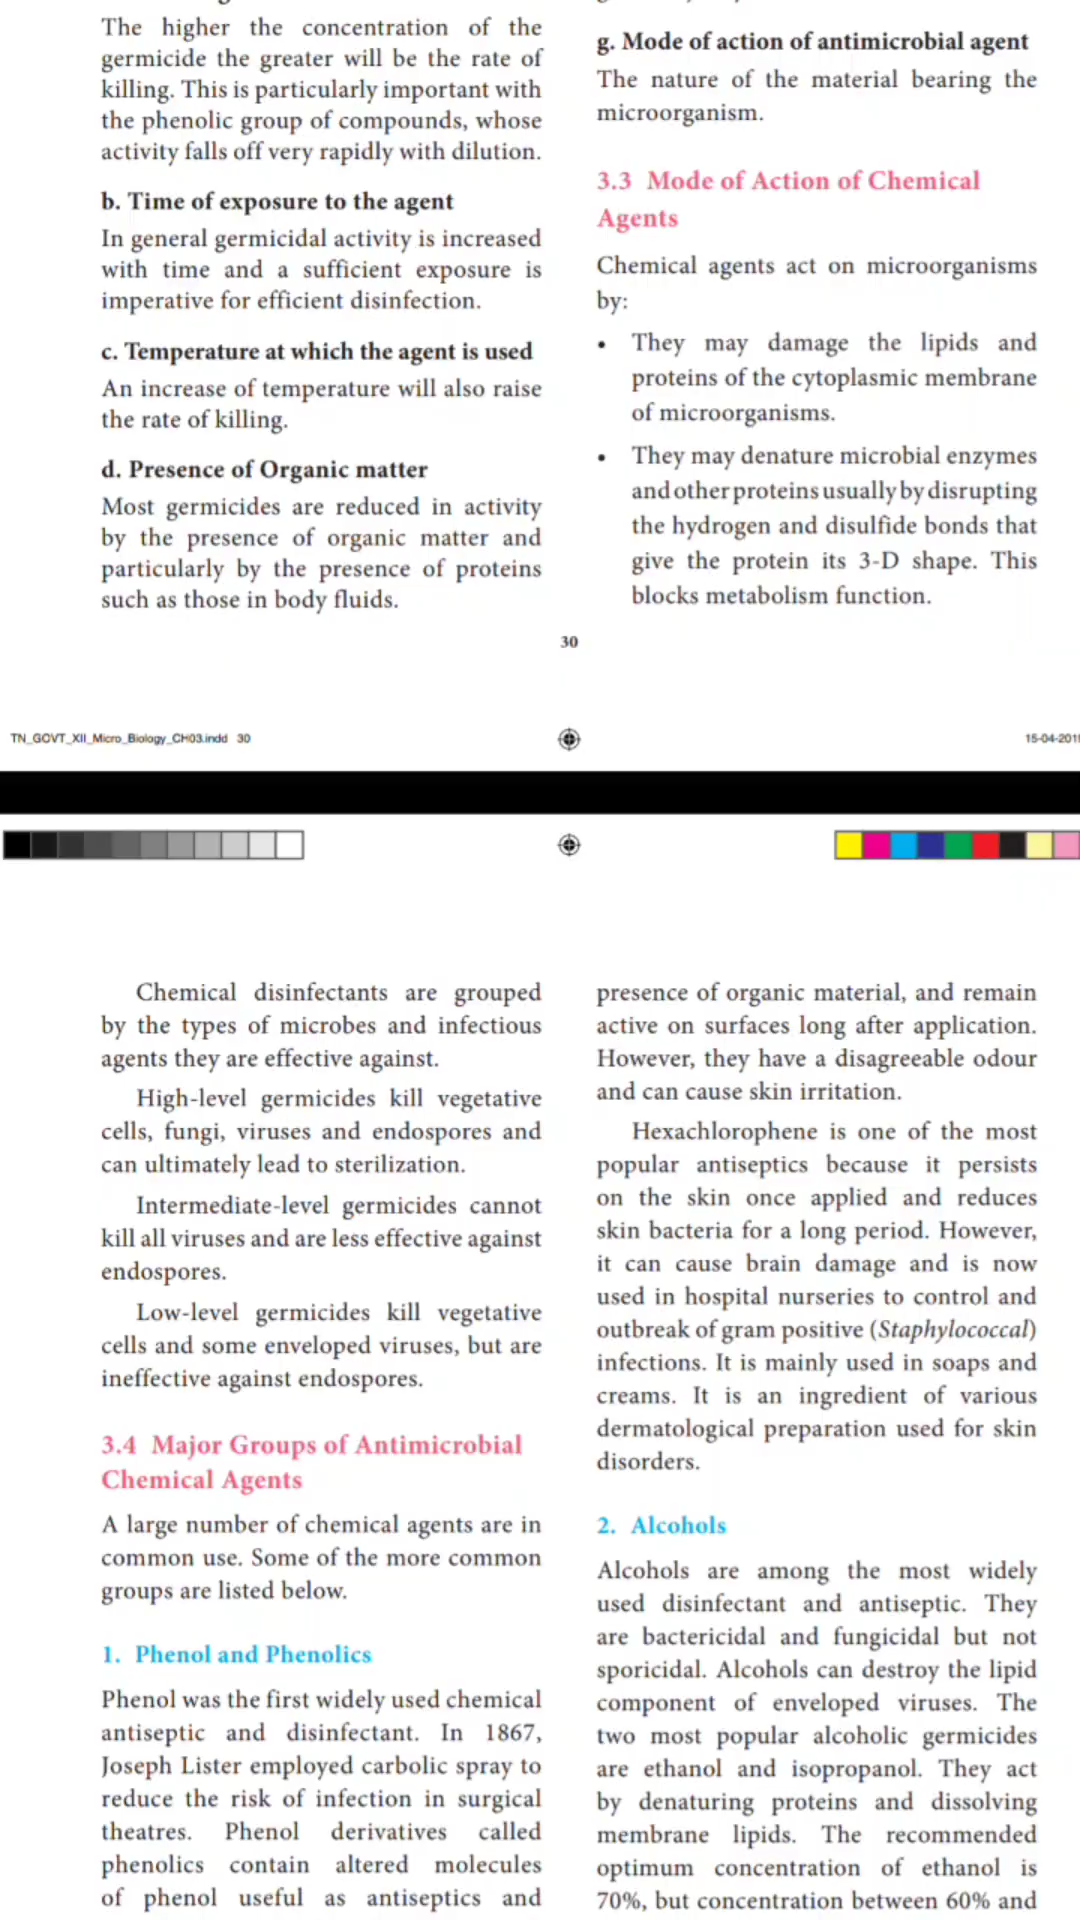 The higher the concentration of the
germicide the greater will be the rate of
killing. This is particularly important with
the phenolic group of compounds, whose
activity falls off very rapidly with dilution.
b. Time of exposure to the agent
In general germicidal activity is increased
with time and a sufficient exposure is
imperative for efficient disinfection.
c. Temperature at which the agent is used
An increase of temperature will also raise
the rate of killing.
d. Presence of Organic matter
Most germicides are reduced in activity
by the presence of organic matter and
particularly by the presence of proteins
such as those in body fluids.
g. Mode of action of antimicrobial agent
The nature of the material bearing the
microorganism.
3.3 Mode of Action of Chemical
Agents
Chemical agents act on microorganisms
by:
• They may damage the lipids and
proteins of the cytoplasmic membrane
of microorganisms.
• They may denature microbial enzymes
and other proteins usually by disrupting
the hydrogen and disulfide bonds that
give the protein its 3-D shape. This
blocks metabolism function.
30
TN_GOVT_XII_Micro_Biology_CH03.indd 30
15-04-201
Chemical disinfectants are grouped
by the types of microbes and infectious
agents they are effective against.
High-level germicides kill vegetative
cells, fungi, viruses and endospores and
can ultimately lead to sterilization.
Intermediate-level germicides cannot
kill all viruses and are less effective against
endospores.
Low-level germicides kill vegetative
cells and some enveloped viruses, but are
ineffective against endospores.
3.4 Major Groups of Antimicrobial
Chemical Agents
A large number of chemical agents are in
common use. Some of the more common
groups are listed below.
1. Phenol and Phenolics
Phenol was the first widely used chemical
antiseptic and disinfectant. In 1867,
Joseph Lister employed carbolic spray to
reduce the risk of infection in surgical
theatres. Phenol derivatives called
phenolics contain altered molecules
of phenol useful as antiseptics and
presence of organic material, and remain
active on surfaces long after application.
However, they have a disagreeable odour
and can cause skin irritation.
Hexachlorophene is one of the most
popular antiseptics because it persists
on the skin once applied and reduces
skin bacteria for a long period. However,
it can cause brain damage and is now
used in hospital nurseries to control and
outbreak of gram positive (Staphylococcal)
infections. It is mainly used in soaps and
creams. It is an ingredient of various
dermatological preparation used for skin
disorders.
2. Alcohols
Alcohols are among the most widely
used disinfectant and antiseptic. They
are bactericidal and fungicidal but not
sporicidal. Alcohols can destroy the lipid
component of enveloped viruses. The
two most popular alcoholic germicides
are ethanol and isopropanol. They act
by denaturing proteins and dissolving
membrane lipids. The recommended
optimum concentration of ethanol is
70%, but concentration between 60% and